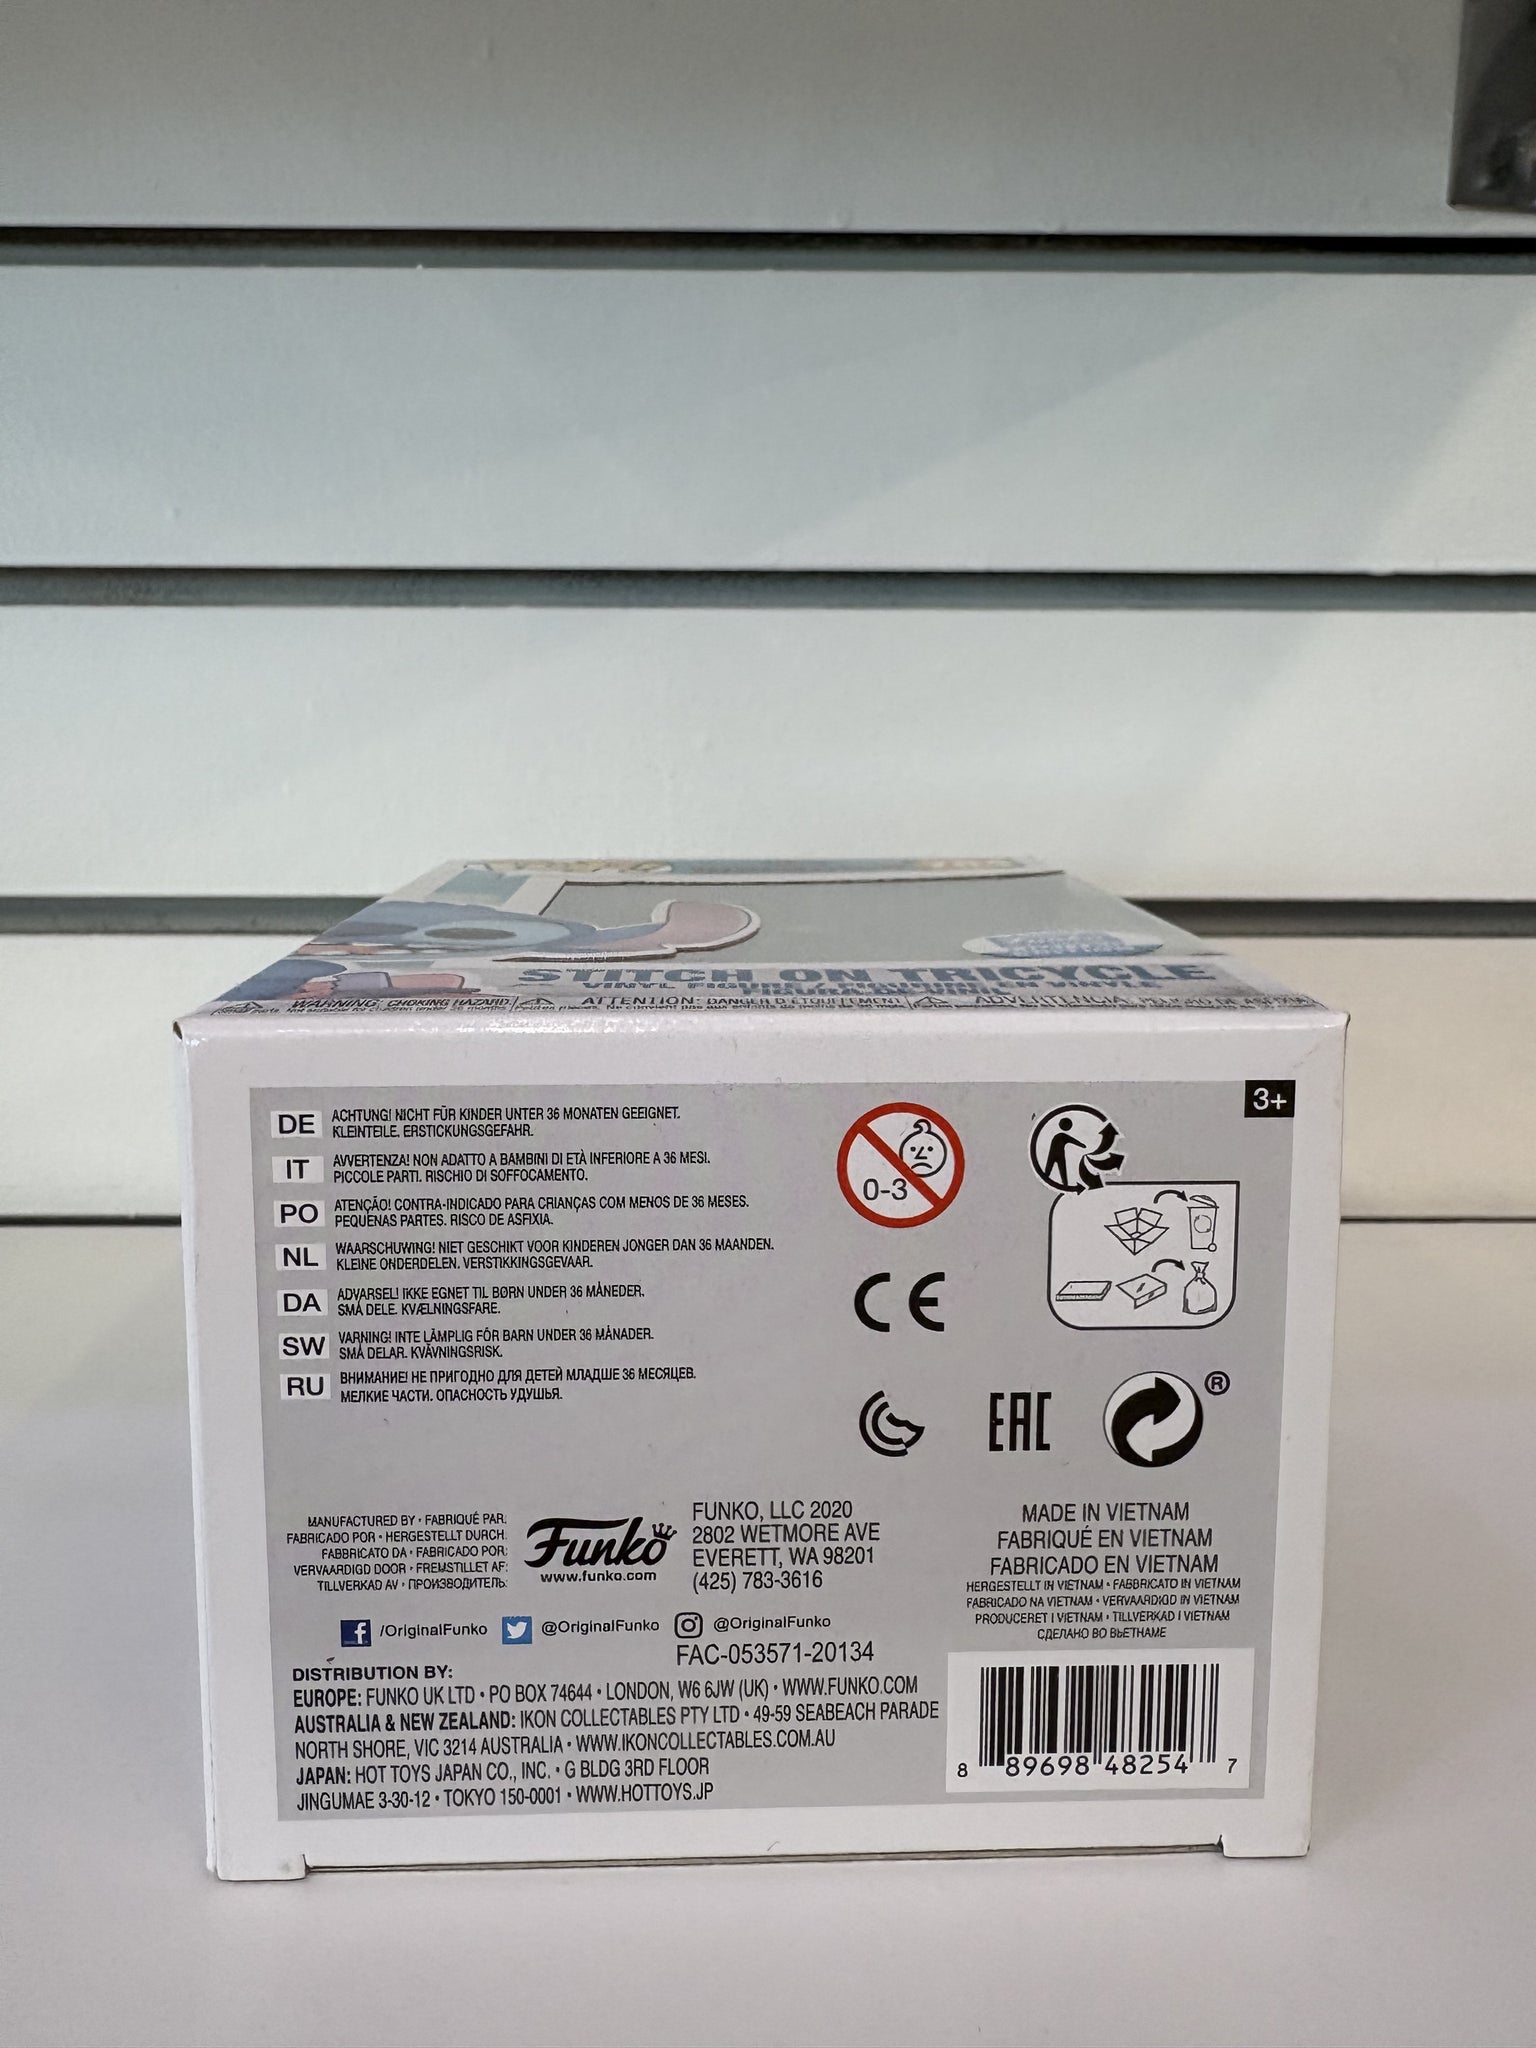 STITCH ON TRICYCLE
VINYL FIGURE / FIGURINE EN VINYLE
WARNING: CHOKING HAZARD.
ATTENTION: DANGER D'ÉTOUFFEMENT
ADVERTENCIA:
3+
DE ACHTUNG! NICHT FÜR KINDER UNTER 36 MONATEN GEEIGNET.
KLEINTEILE. ERSTICKUNGSGEFAHR.
IT AVVERTENZA! NON ADATTO A BAMBINI DI ETÀ INFERIORE A 36 MESI.
PICCOLE PARTI. RISCHIO DI SOFFOCAMENTO.
PO ATENÇÃO! CONTRA-INDICADO PARA CRIANÇAS COM MENOS DE 36 MESES.
PEQUENAS PARTES. RISCO DE ASFIXIA.
NL WAARSCHUWING! NIET GESCHIKT VOOR KINDEREN JONGER DAN 36 MAANDEN.
KLEINE ONDERDELEN. VERSTIKKINGSGEVAAR.
DA ADVARSEL! IKKE EGNET TIL BØRN UNDER 36 MÅNEDER.
SMÅ DELE. KVÆLNINGSFARE.
SW VARNING! INTE LÄMPLIG FÖR BARN UNDER 36 MÅNADER.
SMÅ DELAR. KVÄVNINGSRISK.
RU ВНИМАНИЕ! НЕ ПРИГОДНО ДЛЯ ДЕТЕЙ МЛАДШЕ 36 МЕСЯЦЕВ.
МЕЛКИЕ ЧАСТИ. ОПАСНОСТЬ УДУШЬЯ.
0-3
CE
EAC
®
MANUFACTURED BY • FABRIQUÉ PAR:
FABRICADO POR • HERGESTELLT DURCH:
FABBRICATO DA • FABRICADO POR:
VERVAARDIGD DOOR • FREMSTILLET AF:
TILLVERKAD AV • ПРОИЗВОДИТЕЛЬ:
Funko
www.funko.com
FUNKO, LLC 2020
2802 WETMORE AVE
EVERETT, WA 98201
(425) 783-3616
MADE IN VIETNAM
FABRIQUÉ EN VIETNAM
FABRICADO EN VIETNAM
HERGESTELLT IN VIETNAM • FABBRICATO IN VIETNAM
FABRICADO NA VIETNAM • VERVAARDIGD IN VIETNAM
PRODUCERET I VIETNAM • TILLVERKAD I VIETNAM
СДЕЛАНО ВО ВЬЕТНАМЕ
/OriginalFunko @OriginalFunko @OriginalFunko
FAC-053571-20134
DISTRIBUTION BY:
EUROPE: FUNKO UK LTD • PO BOX 74644 • LONDON, W6 6JW (UK) • WWW.FUNKO.COM
AUSTRALIA & NEW ZEALAND: IKON COLLECTABLES PTY LTD • 49-59 SEABEACH PARADE
NORTH SHORE, VIC 3214 AUSTRALIA • WWW.IKONCOLLECTABLES.COM.AU
JAPAN: HOT TOYS JAPAN CO., INC. • G BLDG 3RD FLOOR
JINGUMAE 3-30-12 • TOKYO 150-0001 • WWW.HOTTOYS.JP
8 89698 48254 7